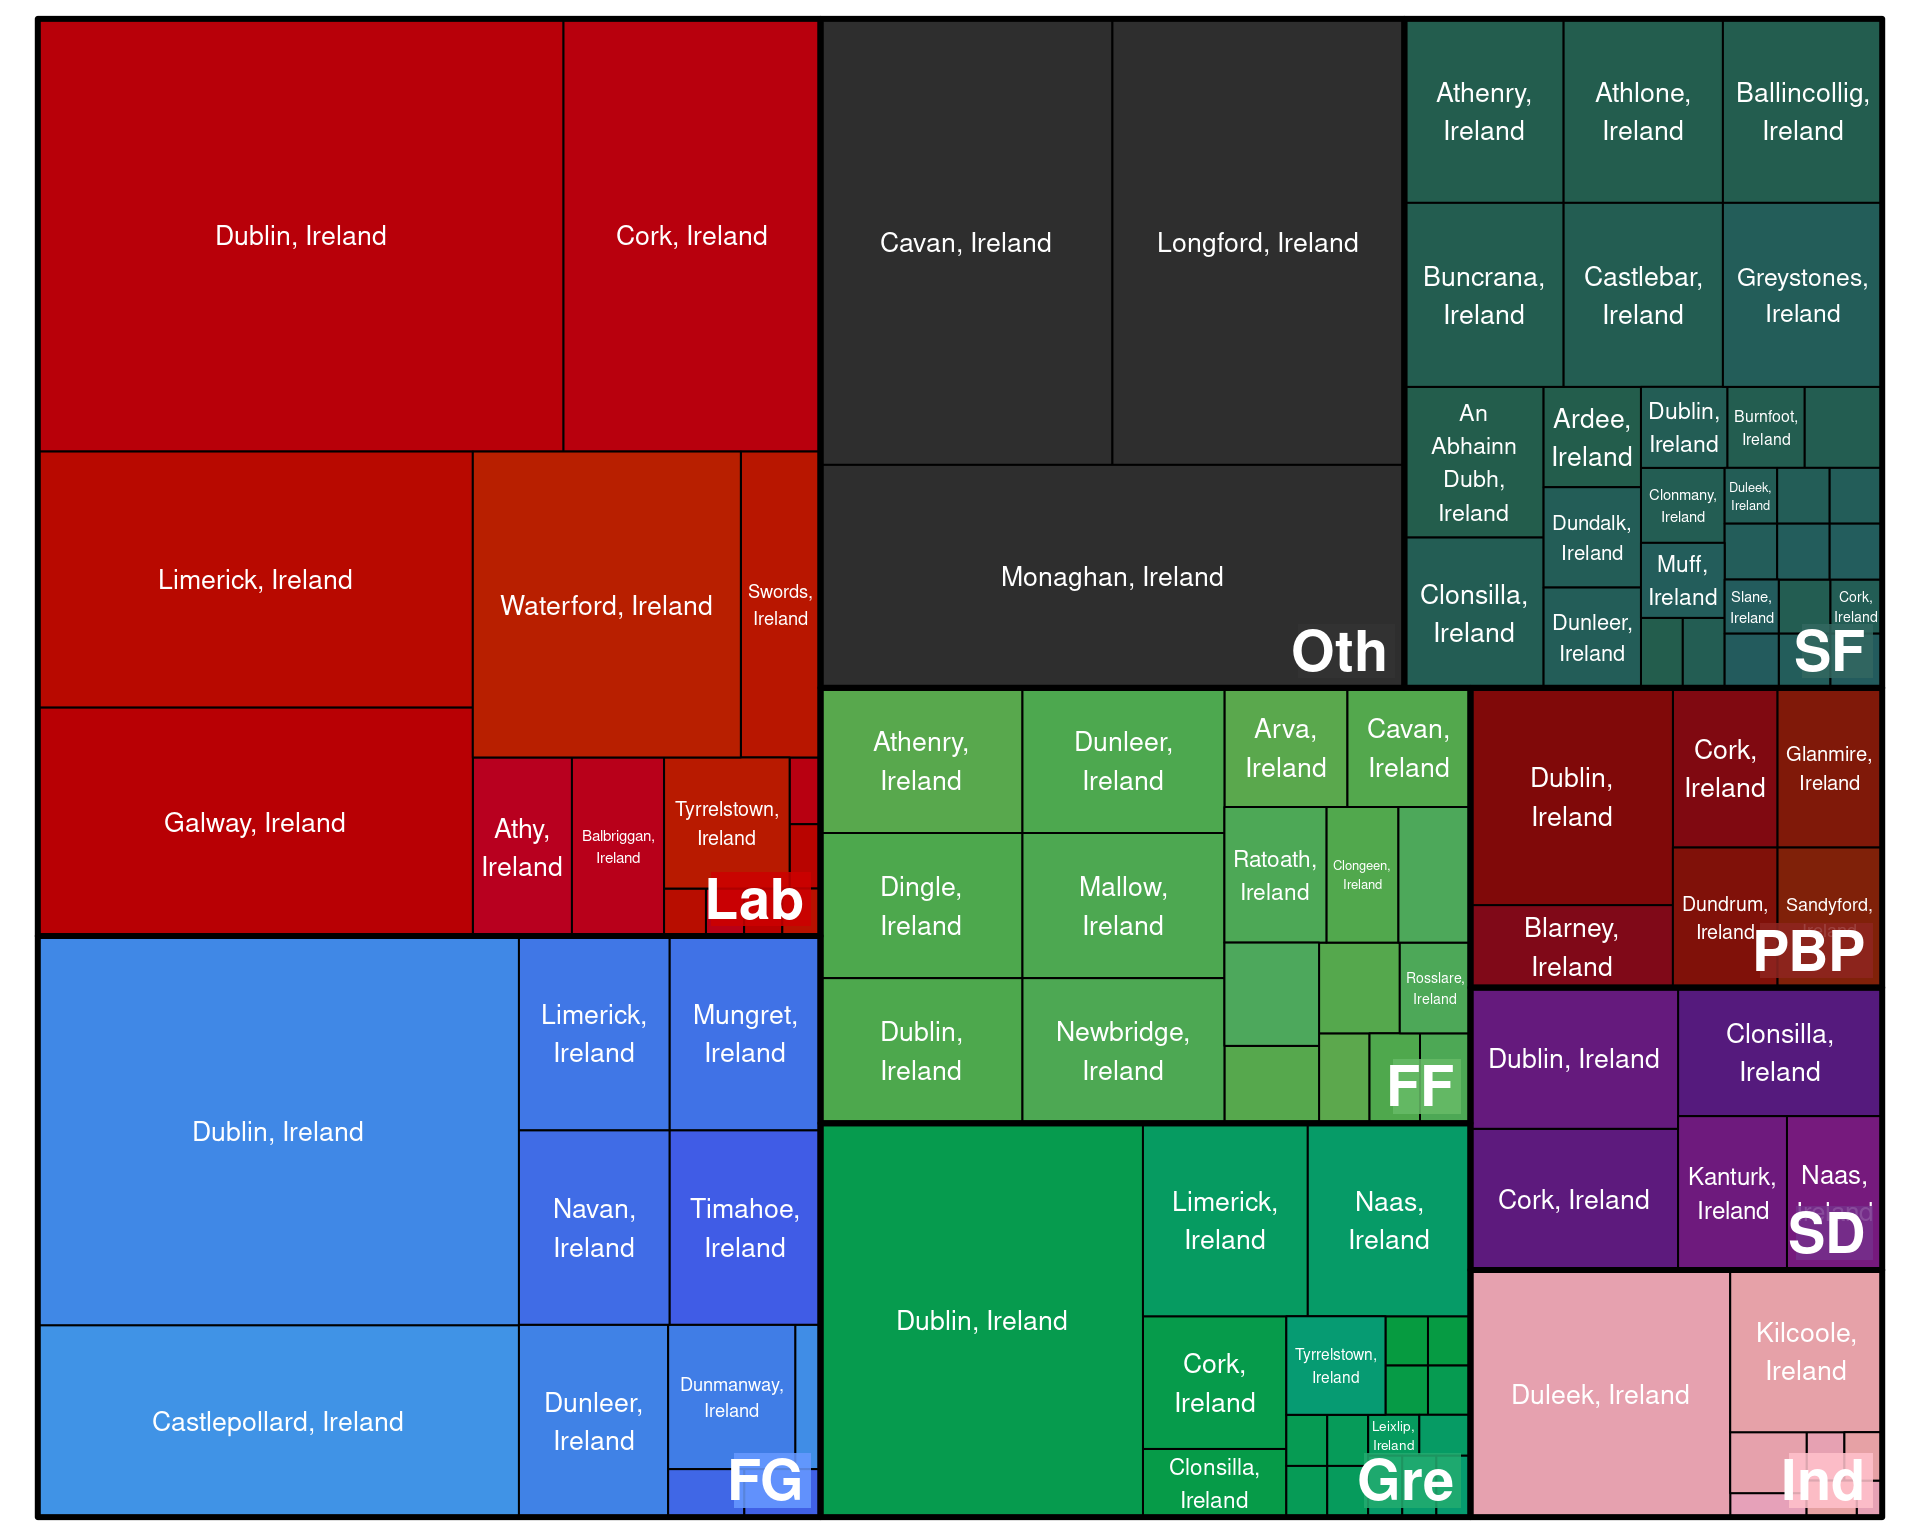 Dublin, Ireland
Cork, Ireland
Limerick, Ireland
Galway, Ireland
Waterford, Ireland
Swords,
Ireland
Athy,
Ireland
Balbriggan,
Ireland
Tyrrelstown,
Ireland
Lab
Dublin, Ireland
Castlepollard, Ireland
Limerick,
Ireland
Mungret,
Ireland
Navan,
Ireland
Timahoe,
Ireland
Dunleer,
Ireland
Dunmanway,
Ireland
FG
Cavan, Ireland
Longford, Ireland
Monaghan, Ireland
Oth
Athenry,
Ireland
Dunleer,
Ireland
Dingle,
Ireland
Mallow,
Ireland
Dublin,
Ireland
Newbridge,
Ireland
Arva,
Ireland
Cavan,
Ireland
Ratoath,
Ireland
Clongeen,
Ireland
Rosslare,
Ireland
FF
Dublin, Ireland
Limerick,
Ireland
Naas,
Ireland
Cork,
Ireland
Clonsilla,
Ireland
Tyrrelstown,
Ireland
Leixlip,
Ireland
Gre
Athenry,
Ireland
Athlone,
Ireland
Ballincollig,
Ireland
Buncrana,
Ireland
Castlebar,
Ireland
Greystones,
Ireland
An
Abhainn
Dubh,
Ireland
Clonsilla,
Ireland
Ardee,
Ireland
Dundalk,
Ireland
Dunleer,
Ireland
Dublin,
Ireland
Burnfoot,
Ireland
Clonmany,
Ireland
Muff,
Ireland
Duleek,
Ireland
Slane,
Ireland
Cork,
Ireland
SF
Dublin,
Ireland
Blarney,
Ireland
Cork,
Ireland
Glanmire,
Ireland
Dundrum,
Ireland
Sandyford,
Ireland
PBP
Dublin, Ireland
Cork, Ireland
Clonsilla,
Ireland
Kanturk,
Ireland
Naas,
Ireland
SD
Duleek, Ireland
Kilcoole,
Ireland
Ind